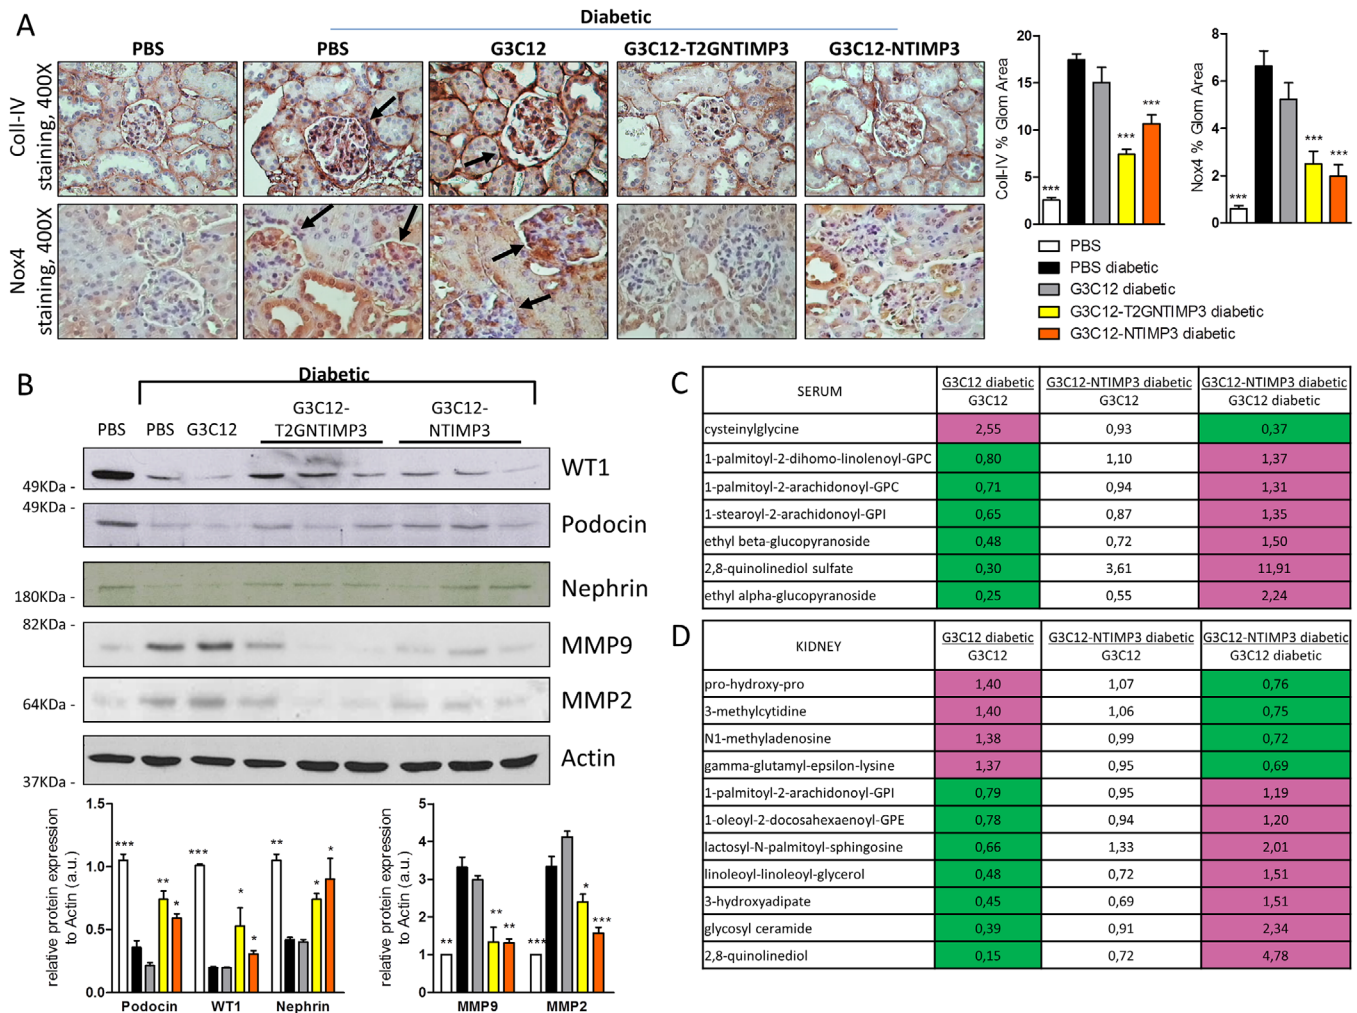 A
Diabetic
PBS
PBS
G3C12
G3C12-T2GNTIMP3
G3C12-NTIMP3
Coll-IV
staining, 400X
Nox4
staining, 400X
Coll-IV % Glom Area
20
15
10
5
0
***
***
***
Nox4 % Glom Area
8
6
4
2
0
***
***
***
PBS
PBS diabetic
G3C12 diabetic
G3C12-T2GNTIMP3 diabetic
G3C12-NTIMP3 diabetic
B
Diabetic
PBS
PBS
G3C12
G3C12-
T2GNTIMP3
G3C12-
NTIMP3
49KDa -
WT1
49KDa -
Podocin
180KDa -
Nephrin
82KDa -
MMP9
64KDa -
MMP2
37KDa -
Actin
relative protein expression
to Actin (a.u.)
1.5
1.0
0.5
0.0
***
**
*
***
*
*
**
*
*
Podocin WT1 Nephrin
relative protein expression
to Actin (a.u.)
5
4
3
2
1
0
**
**
**
***
*
***
MMP9 MMP2
C
SERUM G3C12 diabetic G3C12-NTIMP3 diabetic G3C12-NTIMP3 diabetic
G3C12 G3C12 G3C12 diabetic
cysteinylglycine 2,55 0,93 0,37
1-palmitoyl-2-dihomo-linolenoyl-GPC 0,80 1,10 1,37
1-palmitoyl-2-arachidonoyl-GPC 0,71 0,94 1,31
1-stearoyl-2-arachidonoyl-GPI 0,65 0,87 1,35
ethyl beta-glucopyranoside 0,48 0,72 1,50
2,8-quinolinediol sulfate 0,30 3,61 11,91
ethyl alpha-glucopyranoside 0,25 0,55 2,24
D
KIDNEY G3C12 diabetic G3C12-NTIMP3 diabetic G3C12-NTIMP3 diabetic
G3C12 G3C12 G3C12 diabetic
pro-hydroxy-pro 1,40 1,07 0,76
3-methylcytidine 1,40 1,06 0,75
N1-methyladenosine 1,38 0,99 0,72
gamma-glutamyl-epsilon-lysine 1,37 0,95 0,69
1-palmitoyl-2-arachidonoyl-GPI 0,79 0,95 1,19
1-oleoyl-2-docosahexaenoyl-GPE 0,78 0,94 1,20
lactosyl-N-palmitoyl-sphingosine 0,66 1,33 2,01
linoleoyl-linoleoyl-glycerol 0,48 0,72 1,51
3-hydroxyadipate 0,45 0,69 1,51
glycosyl ceramide 0,39 0,91 2,34
2,8-quinolinediol 0,15 0,72 4,78